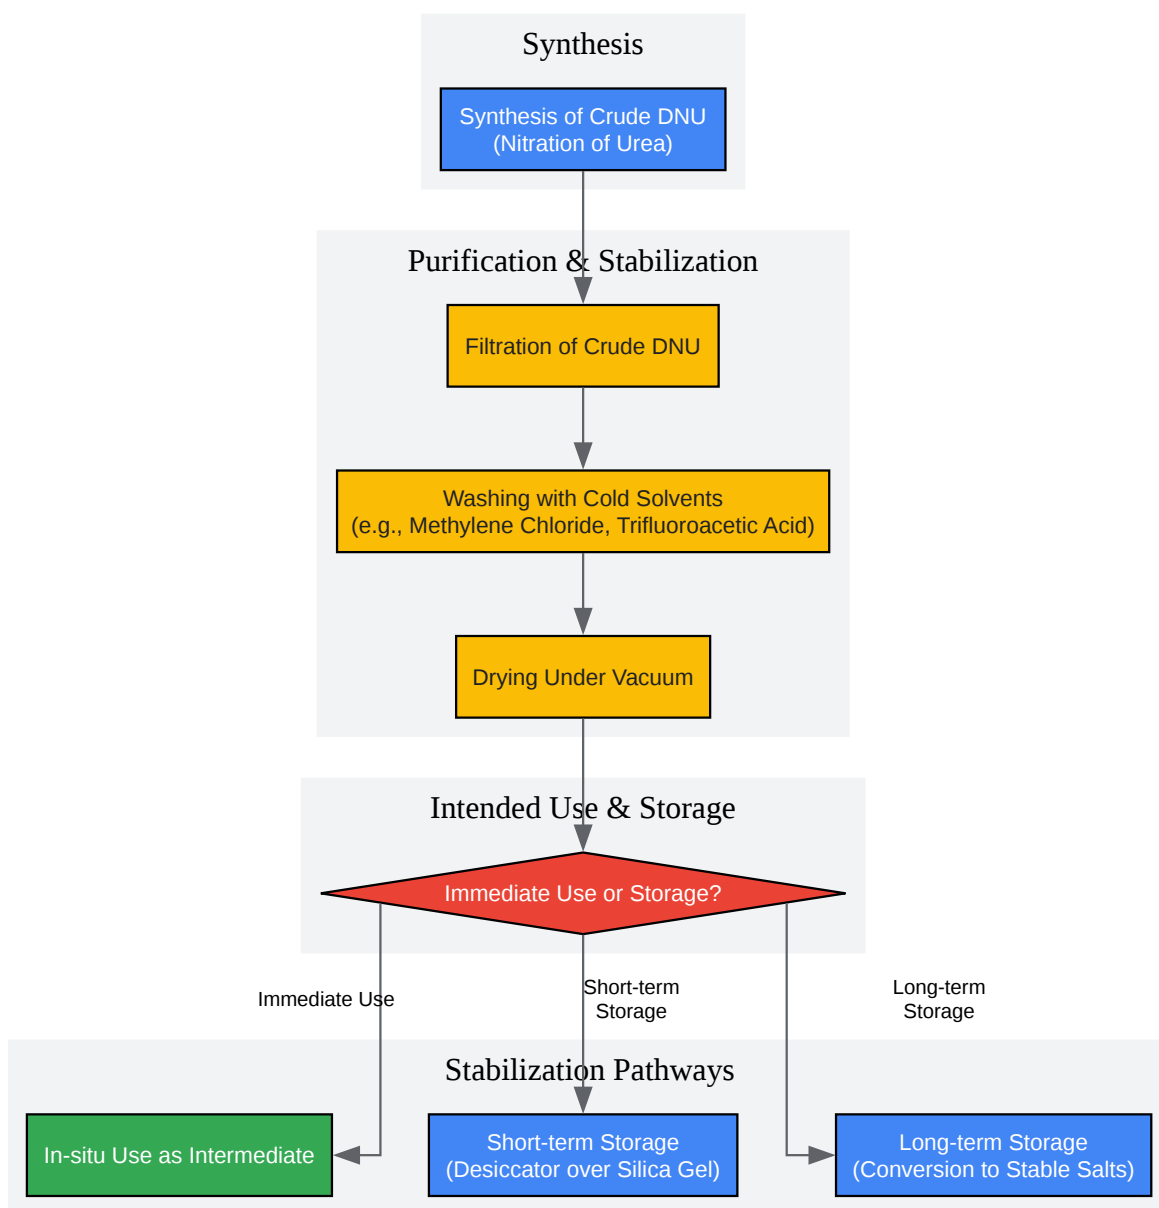 Synthesis
Synthesis of Crude DNU
(Nitration of Urea)
Purification & Stabilization
Filtration of Crude DNU
Washing with Cold Solvents
(e.g., Methylene Chloride, Trifluoroacetic Acid)
Drying Under Vacuum
Intended Use & Storage
Immediate Use or Storage?
Immediate Use
Short-term
Storage
Long-term
Storage
Stabilization Pathways
In-situ Use as Intermediate
Short-term Storage
(Desiccator over Silica Gel)
Long-term Storage
(Conversion to Stable Salts)